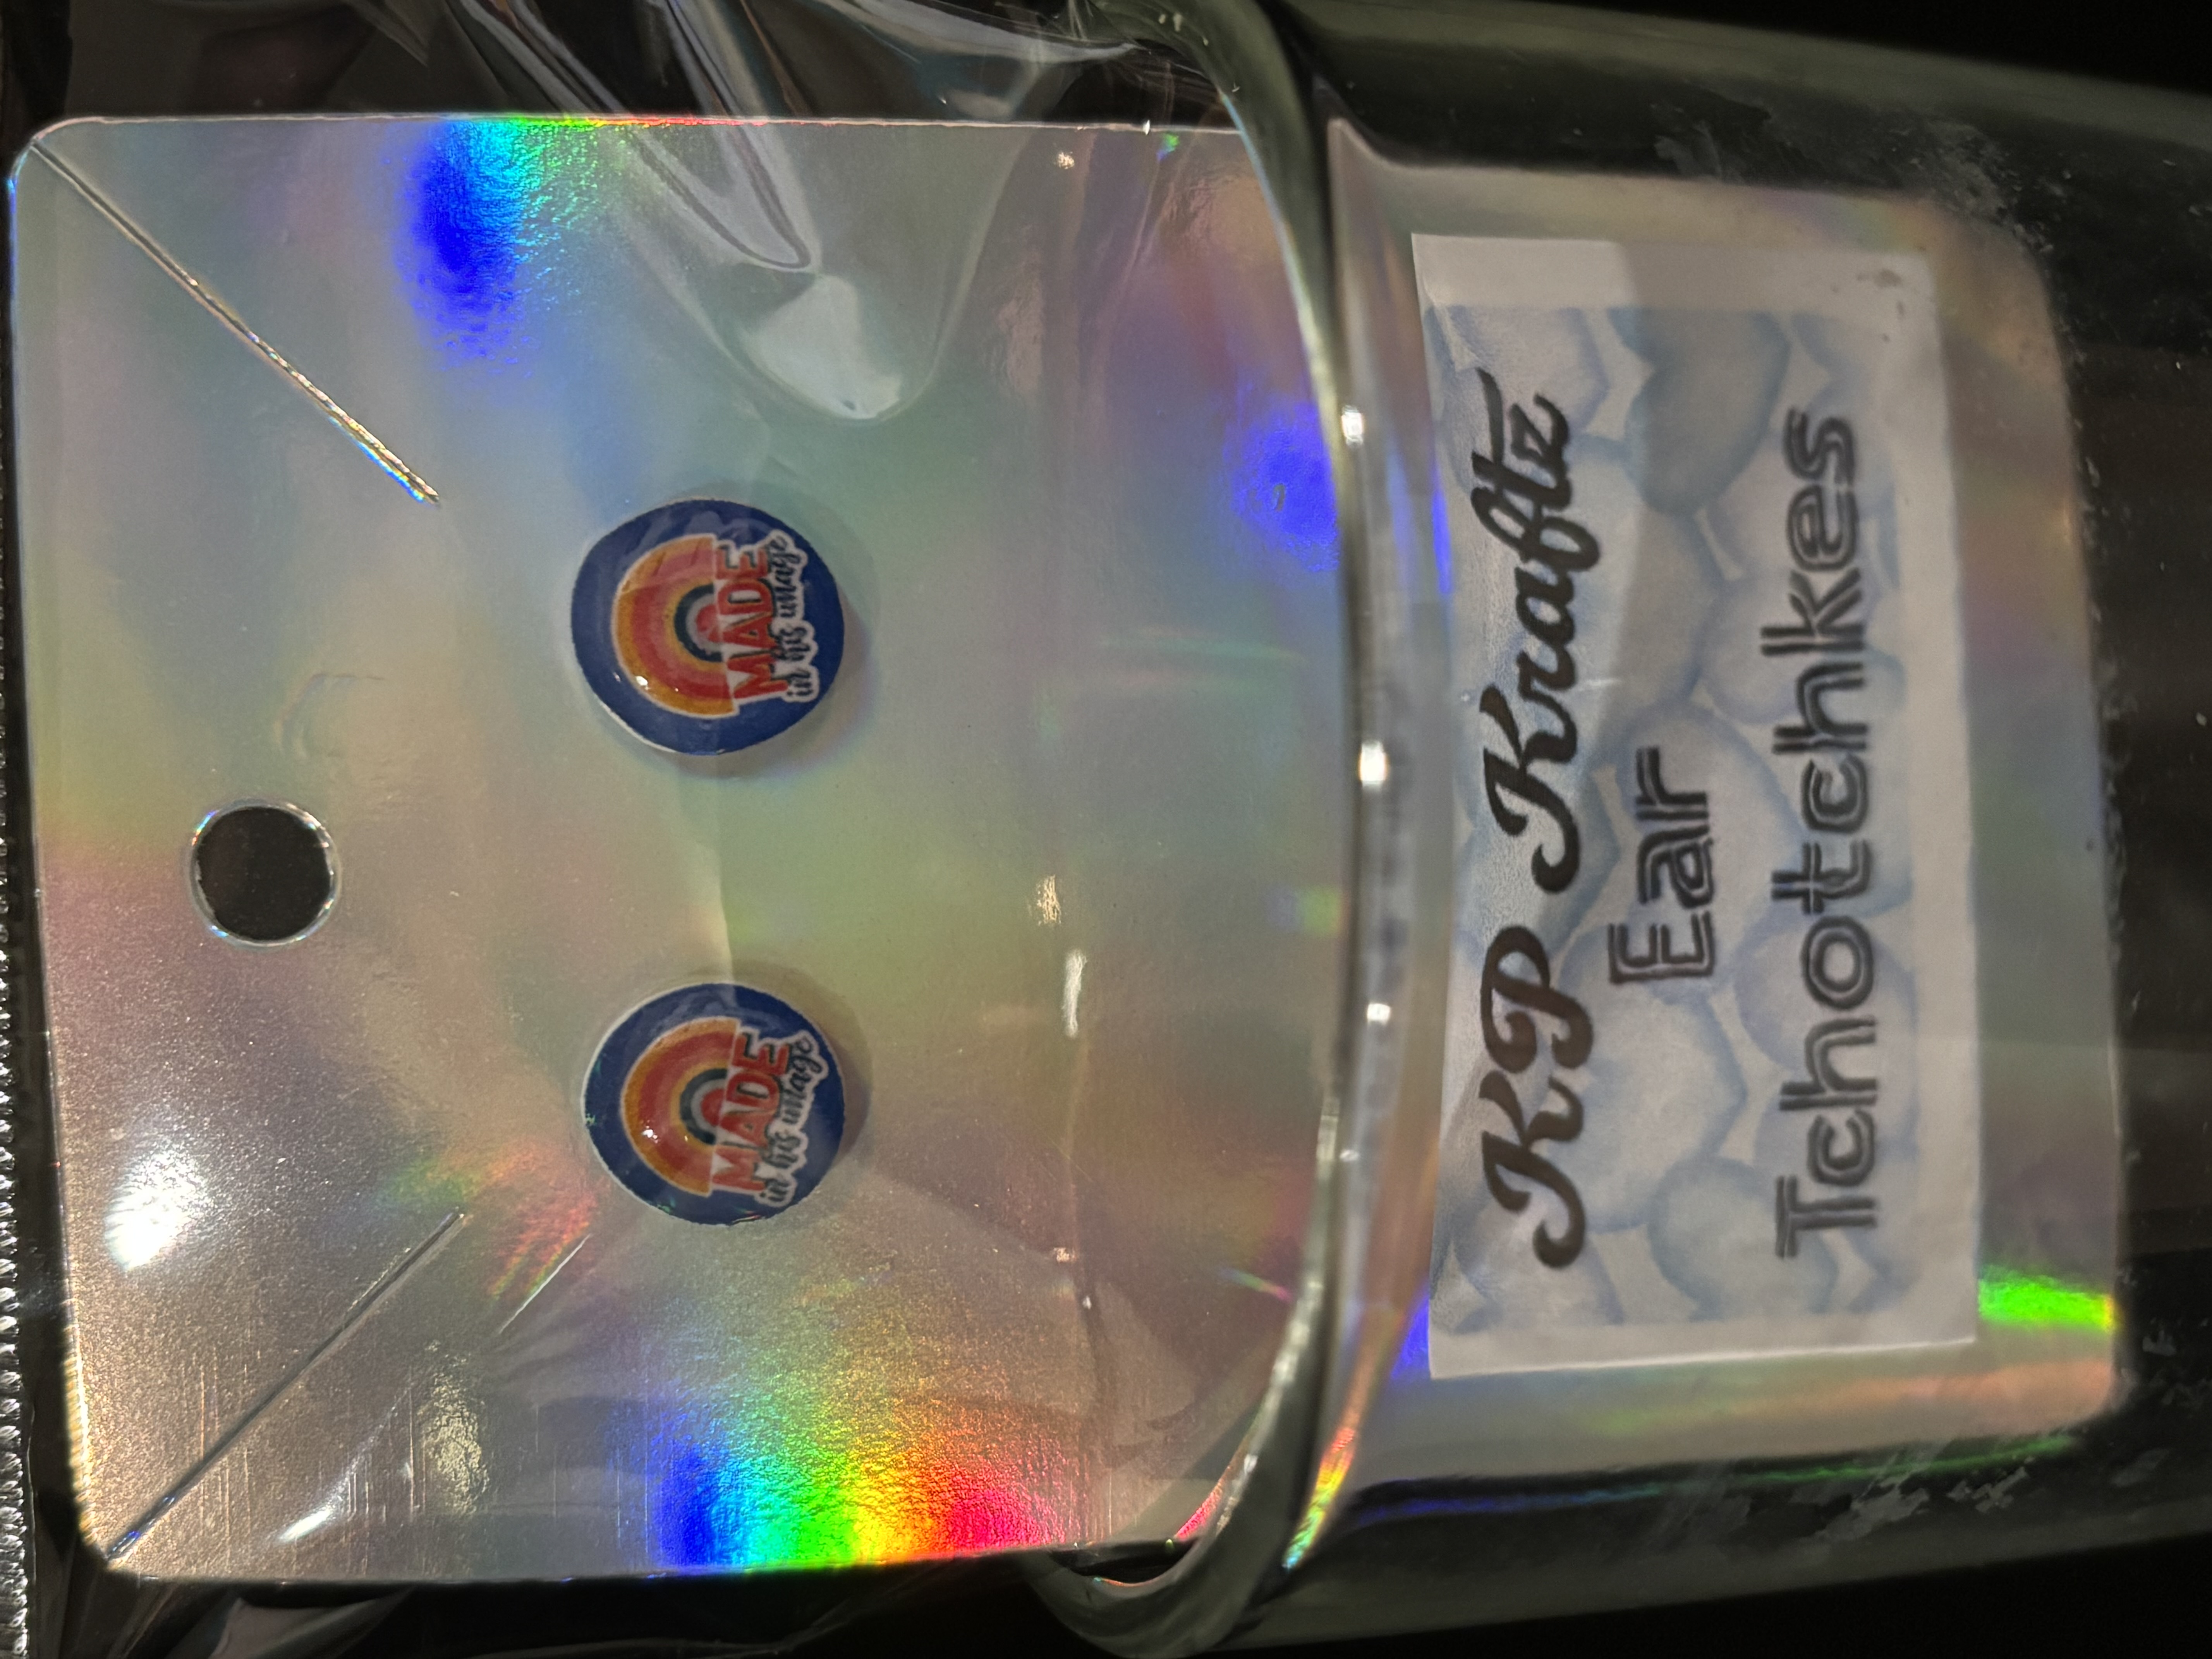 MADE
in his image
MADE
in his image
KP Kraftz
Ear
Tchotchkes